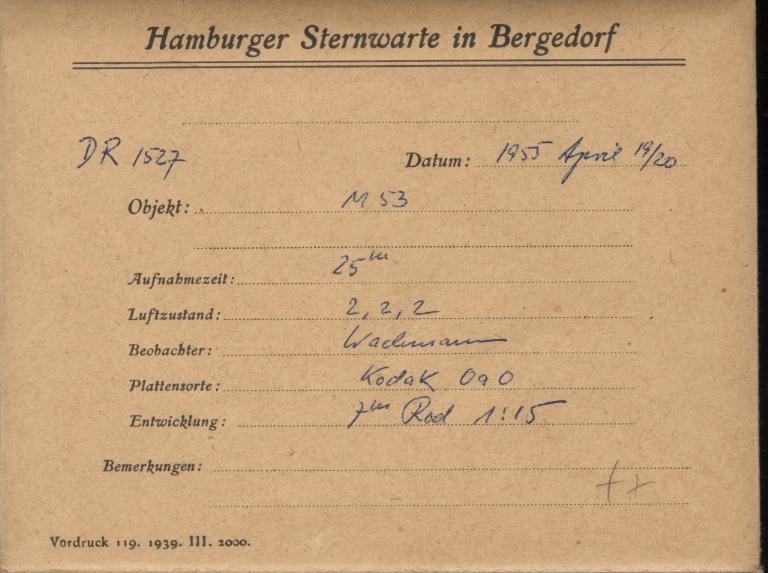 Hamburger Sternwarte in Bergedorf
DR 1527 Datum: 1955 April 19/20
Objekt: M 53
Aufnahmezeit: 25m
Luftzustand: 2, 2, 2
Beobachter: Wachmann
Plattensorte: Kodak 0a0
Entwicklung: 7m Rod 1:15
Bemerkungen:
++
Vordruck 119. 1939. III. 2000.